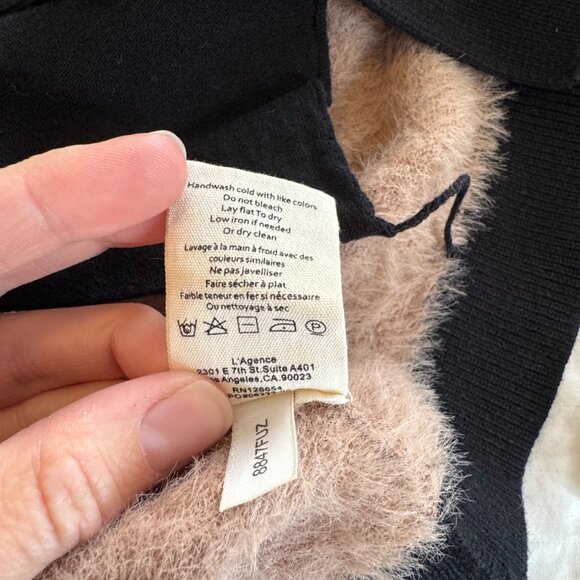 Handwash cold with like colors
Do not bleach
Lay flat To dry
Low iron if needed
Or dry clean
Lavage à la main à froid avec des
couleurs similaires
Ne pas javelliser
Faire sécher à plat
Faible teneur en fer si nécessaire
Ou nettoyage à sec
P
L'Agence
2301 E 7th St.Suite A401
Los Angeles,CA.90023
RN126654
8847FUZ